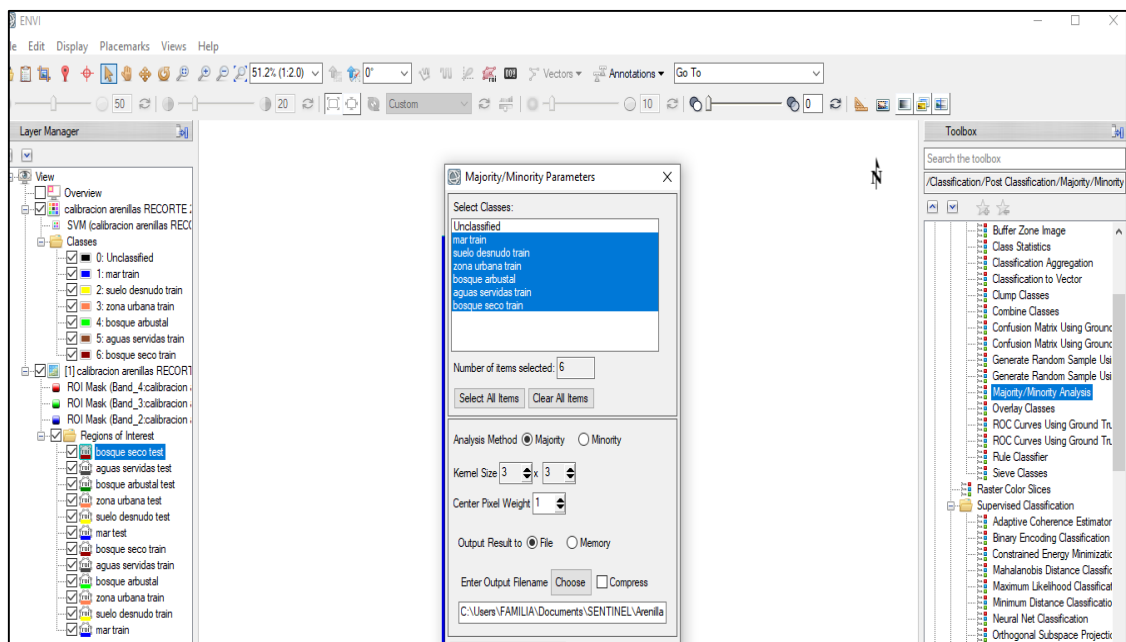 ENVI
le Edit Display Placemarks Views Help
51.2% (1:2.0) 0° Vectors Annotations Go To
50 20 Custom 10 0
Layer Manager
View
Overview
calibracion arenillas RECORTE 2
SVM (calibracion arenillas RECO
Classes
0: Unclassified
1: mar train
2: suelo desnudo train
3: zona urbana train
4: bosque arbustal
5: aguas servidas train
6: bosque seco train
[1] calibracion arenillas RECORT
ROI Mask (Band_4:calibracion
ROI Mask (Band_3:calibracion
ROI Mask (Band_2:calibracion
Regions of Interest
bosque seco test
aguas servidas test
bosque arbustal test
zona urbana test
suelo desnudo test
mar test
bosque seco train
aguas servidas train
bosque arbustal
zona urbana train
suelo desnudo train
mar train
Majority/Minority Parameters
Select Classes:
Unclassified
mar train
suelo desnudo train
zona urbana train
bosque arbustal
aguas servidas train
bosque seco train
Number of items selected: 6
Select All Items Clear All Items
Analysis Method Majority Minority
Kernel Size 3 x 3
Center Pixel Weight 1
Output Result to File Memory
Enter Output Filename Choose Compress
C:\Users\FAMILIA\Documents\SENTINEL\Arenilla
N
Toolbox
Search the toolbox
/Classification/Post Classification/Majority/Minority
Buffer Zone Image
Class Statistics
Classification Aggregation
Classification to Vector
Clump Classes
Combine Classes
Confusion Matrix Using Ground
Confusion Matrix Using Ground
Generate Random Sample Usi
Generate Random Sample Usi
Majority/Minority Analysis
Overlay Classes
ROC Curves Using Ground Tru
ROC Curves Using Ground Tru
Rule Classifier
Sieve Classes
Raster Color Slices
Supervised Classification
Adaptive Coherence Estimator
Binary Encoding Classification
Constrained Energy Minimizatic
Mahalanobis Distance Classific
Maximum Likelihood Classificat
Minimum Distance Classificatio
Neural Net Classification
Orthogonal Subspace Projectic